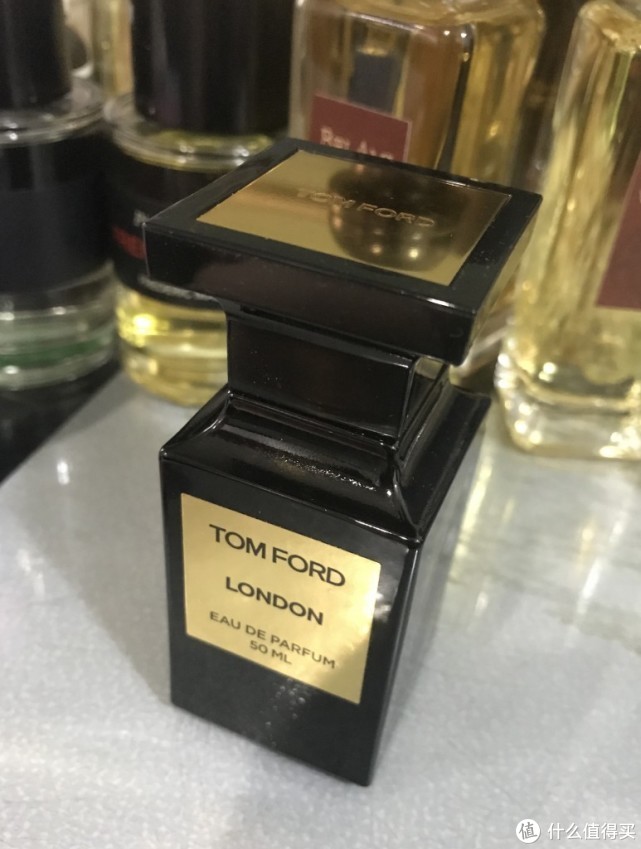 TOM FORD
TOM FORD
LONDON
EAU DE PARFUM
50 ML
值 什么值得买